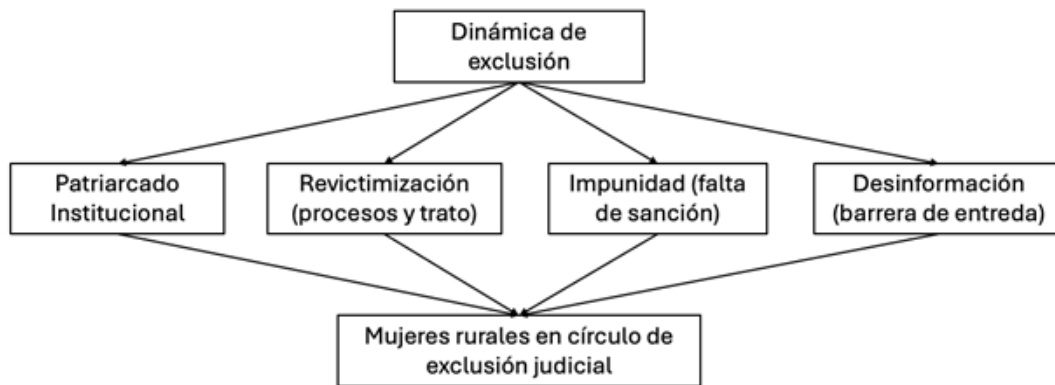 Dinámica de
exclusión
Patriarcado
Institucional
Revictimización
(procesos y trato)
Impunidad (falta
de sanción)
Desinformación
(barrera de entreda)
Mujeres rurales en círculo de
exclusión judicial